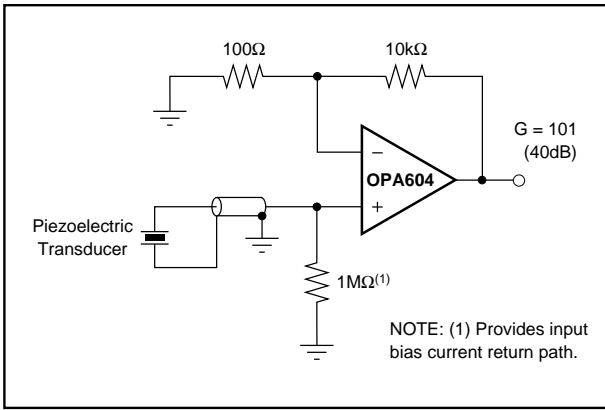 100Ω
10kΩ
G = 101
(40dB)
−
OPA604
+
Piezoelectric
Transducer
1MΩ(1)
NOTE: (1) Provides input
bias current return path.